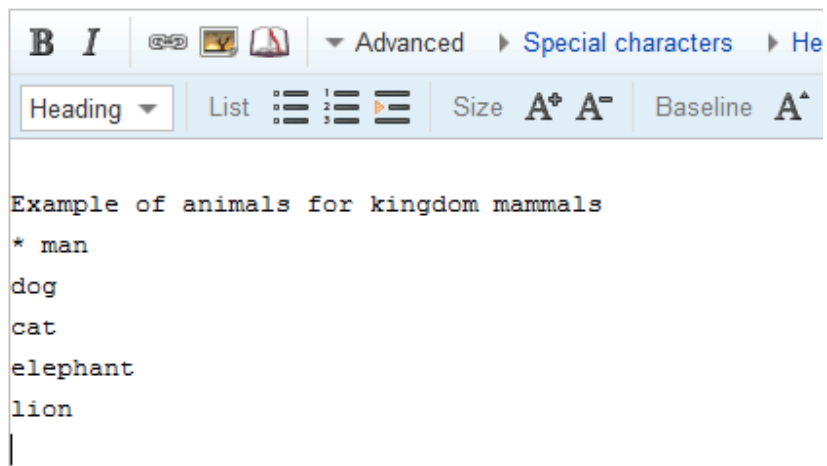 B I Advanced Special characters He
Heading List Size A A Baseline A
Example of animals for kingdom mammals
* man
dog
cat
elephant
lion